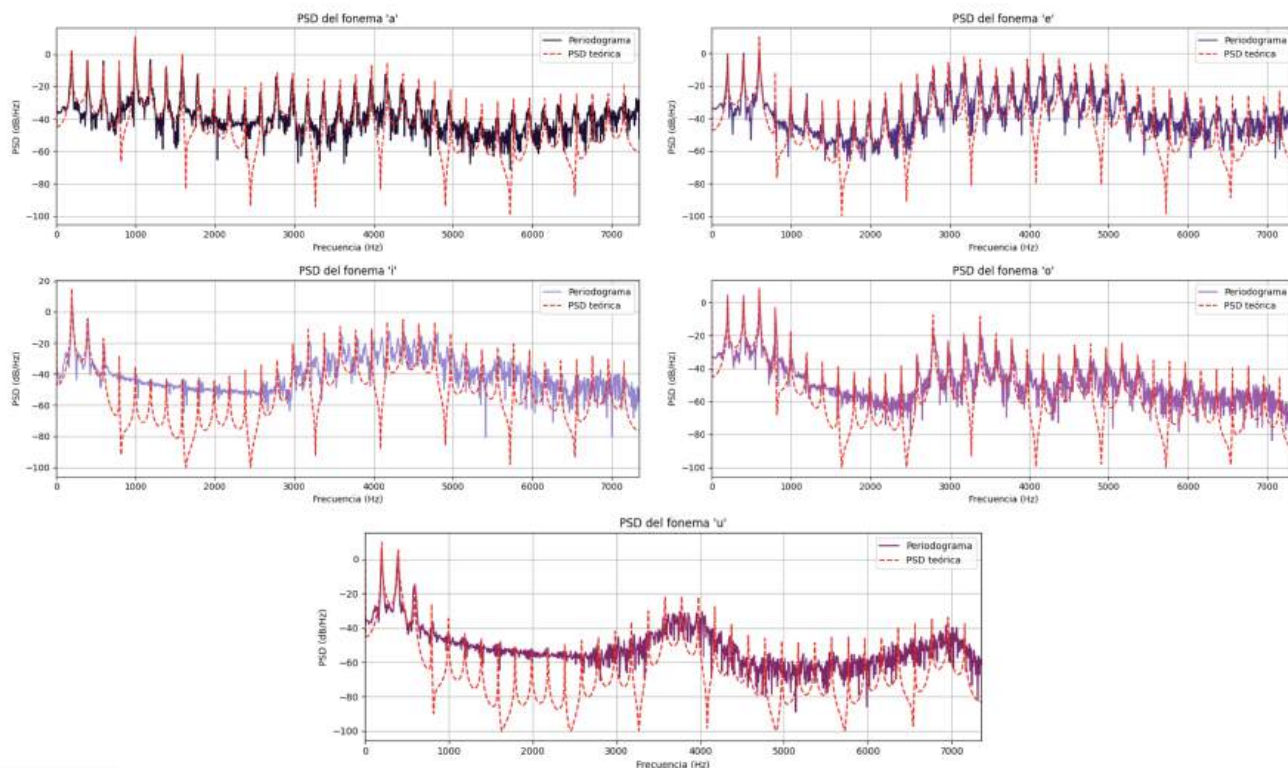 PSD del fonema 'a'
Periodograma
PSD teórica
PSD (dB/Hz)
0
−20
−40
−60
−80
−100
0 1000 2000 3000 4000 5000 6000 7000
Frecuencia (Hz)
PSD del fonema 'e'
Periodograma
PSD teórica
PSD (dB/Hz)
0
−20
−40
−60
−80
−100
0 1000 2000 3000 4000 5000 6000 7000
Frecuencia (Hz)
PSD del fonema 'i'
Periodograma
PSD teórica
PSD (dB/Hz)
20
0
−20
−40
−60
−80
−100
0 1000 2000 3000 4000 5000 6000 7000
Frecuencia (Hz)
PSD del fonema 'o'
Periodograma
PSD teórica
PSD (dB/Hz)
0
−20
−40
−60
−80
−100
0 1000 2000 3000 4000 5000 6000 7000
Frecuencia (Hz)
PSD del fonema 'u'
Periodograma
PSD teórica
PSD (dB/Hz)
0
−20
−40
−60
−80
−100
0 1000 2000 3000 4000 5000 6000 7000
Frecuencia (Hz)